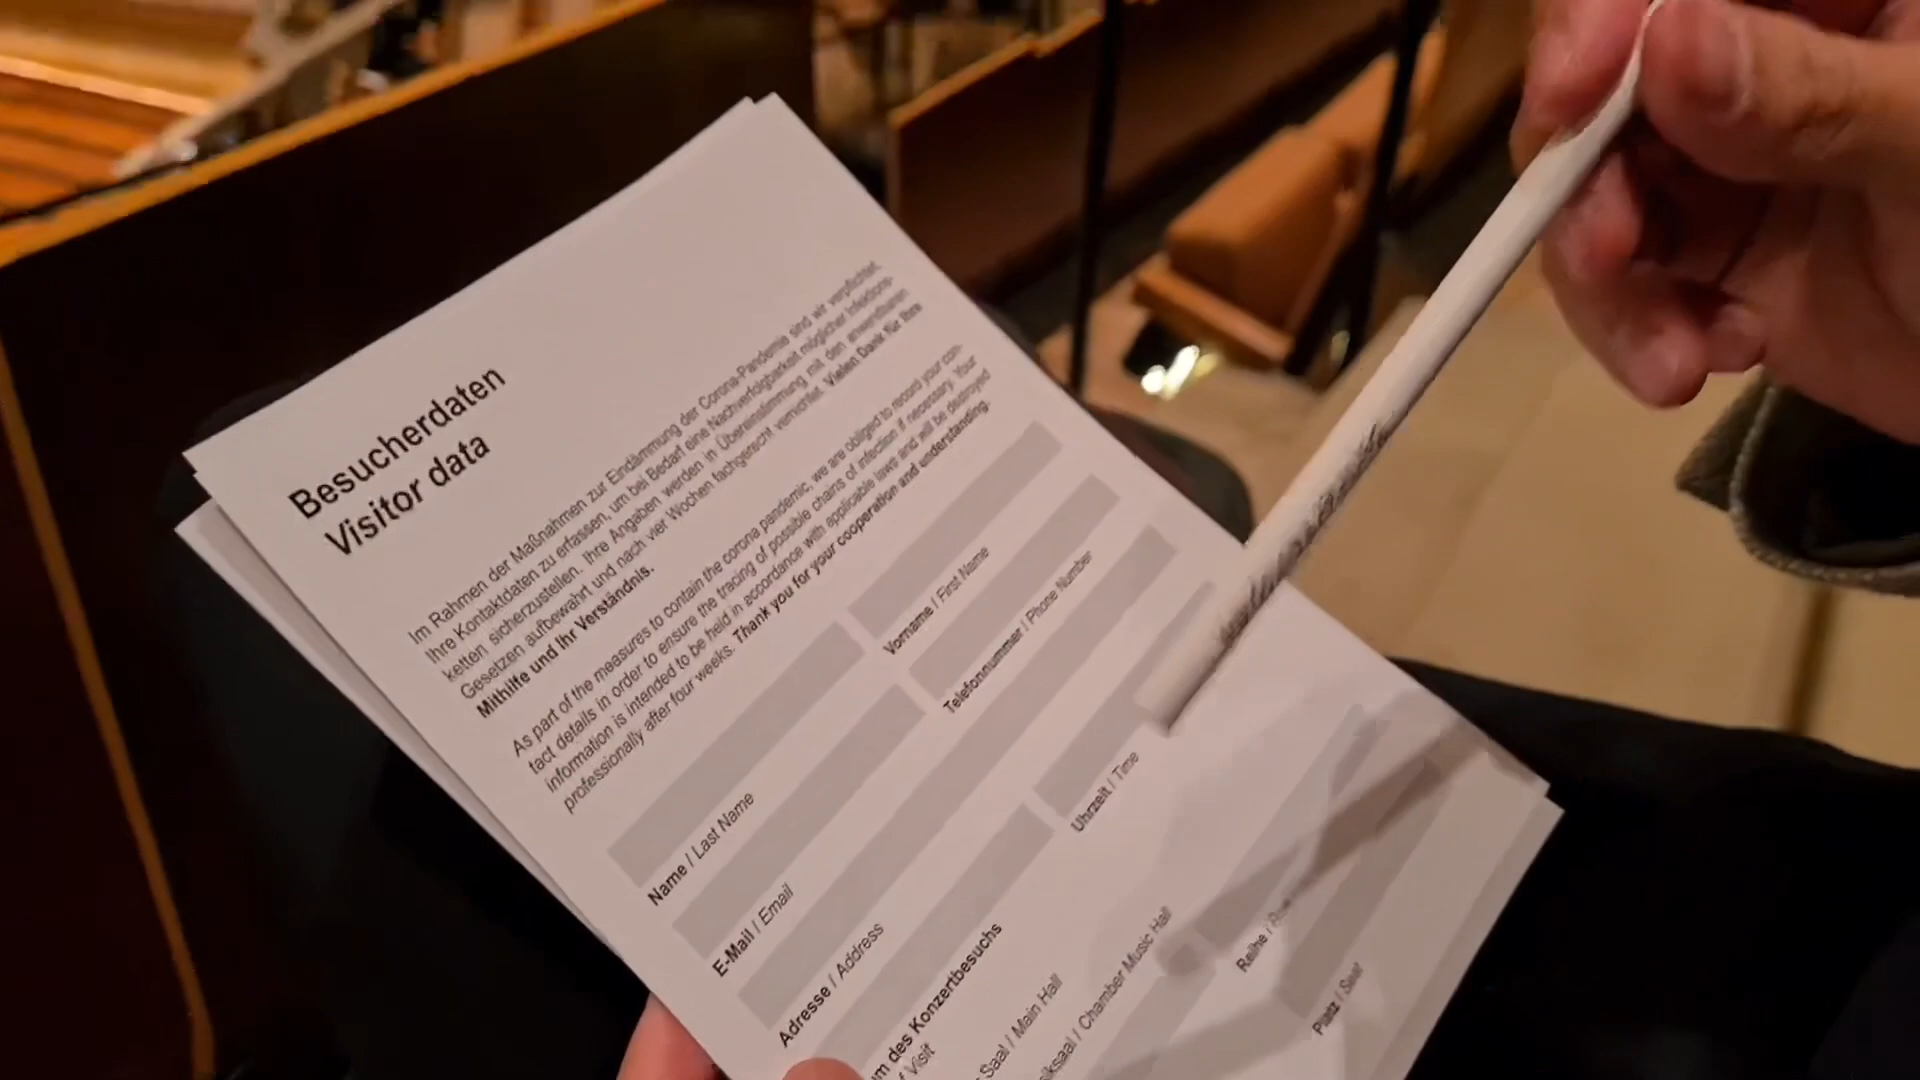 Besucherdaten
Visitor data
Im Rahmen der Maßnahmen zur Eindämmung der Corona-Pandemie sind wir verpflichtet,
Ihre Kontaktdaten zu erfassen, um bei Bedarf eine Nachverfolgbarkeit möglicher Infektions-
ketten sicherzustellen. Ihre Angaben werden in Übereinstimmung mit den anwendbaren
Gesetzen aufbewahrt und nach vier Wochen fachgerecht vernichtet. Vielen Dank für Ihre
Mithilfe und Ihr Verständnis.
As part of the measures to contain the corona pandemic, we are obliged to record your con-
tact details in order to ensure the tracing of possible chains of infection if necessary. Your
information is intended to be held in accordance with applicable laws and will be destroyed
professionally after four weeks. Thank you for your cooperation and understanding.
Name / Last Name
Vorname / First Name
E-Mail / Email
Telefonnummer / Phone Number
Adresse / Address
um des Konzertbesuchs
f Visit
Uhrzeit / Time
Saal / Main Hall
iksaal / Chamber Music Hall
Reihe /
Platz / Seat